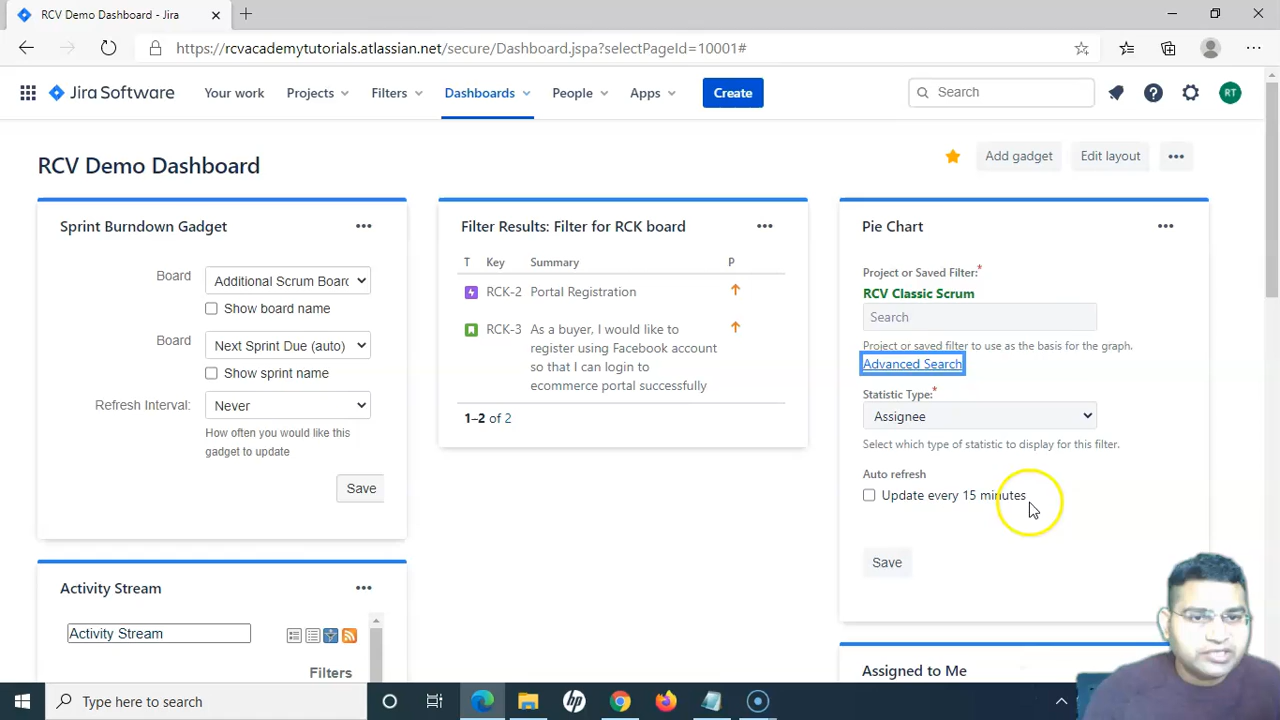 RCV Demo Dashboard - Jira
https://rcvacademytutorials.atlassian.net/secure/Dashboard.jspa?selectPageId=10001#
Jira Software
Your work
Projects
Filters
Dashboards
People
Apps
Create
Search
RT
RCV Demo Dashboard
Add gadget
Edit layout
Sprint Burndown Gadget
Board
Additional Scrum Board
Show board name
Board
Next Sprint Due (auto)
Show sprint name
Refresh Interval:
Never
How often you would like this
gadget to update
Save
Activity Stream
Activity Stream
Filters
Filter Results: Filter for RCK board
T Key Summary P
RCK-2 Portal Registration
RCK-3 As a buyer, I would like to
register using Facebook account
so that I can login to
ecommerce portal successfully
1–2 of 2
Pie Chart
Project or Saved Filter:*
RCV Classic Scrum
Search
Project or saved filter to use as the basis for the graph.
Advanced Search
Statistic Type:*
Assignee
Select which type of statistic to display for this filter.
Auto refresh
Update every 15 minutes
Save
Assigned to Me
Type here to search